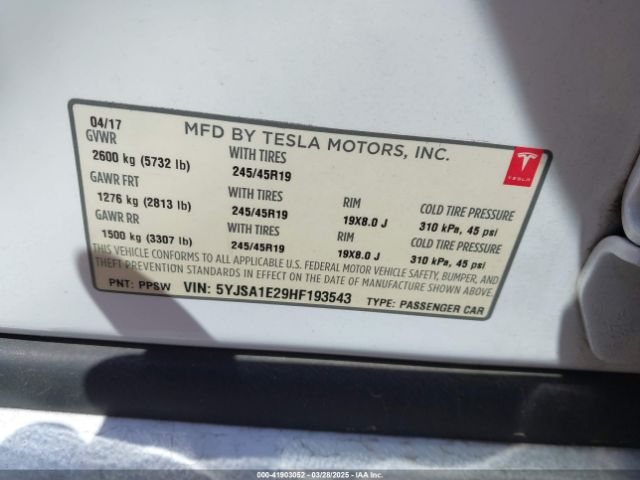 04/17 MFD BY TESLA MOTORS, INC.
GVWR WITH TIRES
2600 kg (5732 lb) 245/45R19
TESLA
GAWR FRT WITH TIRES RIM COLD TIRE PRESSURE
1276 kg (2813 lb) 245/45R19 19X8.0 J 310 kPa, 45 psi
GAWR RR WITH TIRES RIM COLD TIRE PRESSURE
1500 kg (3307 lb) 245/45R19 19X8.0 J 310 kPa, 45 psi
THIS VEHICLE CONFORMS TO ALL APPLICABLE U.S. FEDERAL MOTOR VEHICLE SAFETY, BUMPER, AND
THEFT PREVENTION STANDARDS IN EFFECT ON THE DATE OF MANUFACTURE SHOWN ABOVE.
PNT: PPSW VIN: 5YJSA1E29HF193543 TYPE: PASSENGER CAR
000-41903052 | 03/28/2025 - IAA Inc.